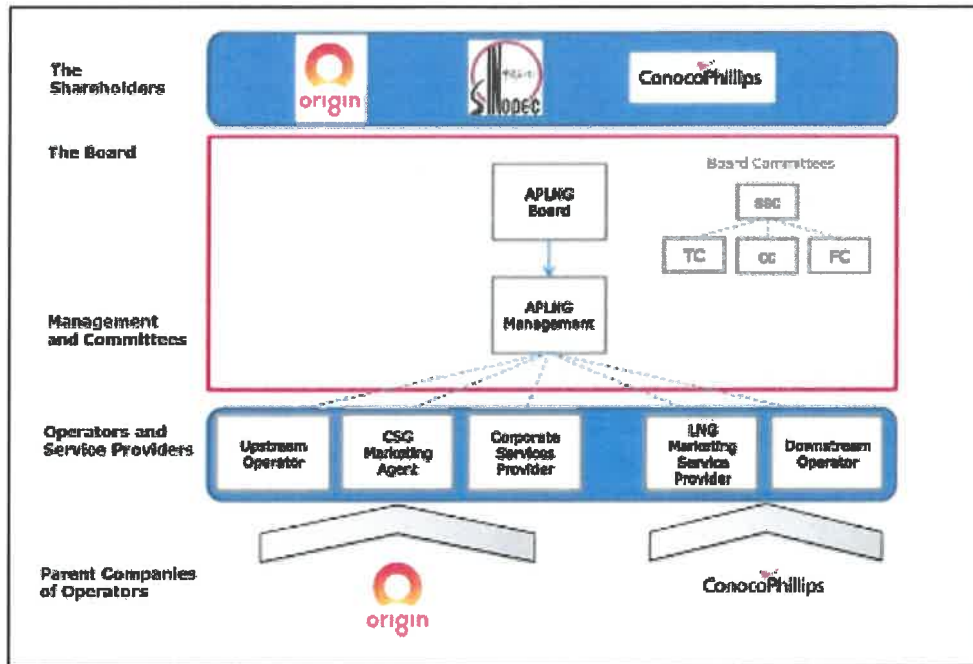 The
Shareholders
origin
SINOPEC
ConocoPhillips
The Board
Board Committees
APLNG
Board
TC
CC
FC
APLNG
Management
Management
and Committees
Operators and
Service Providers
Upstream
Operator
CSG
Marketing
Agent
Corporate
Services
Provider
LNG
Marketing
Service
Provider
Downstream
Operator
Parent Companies
of Operators
origin
ConocoPhillips